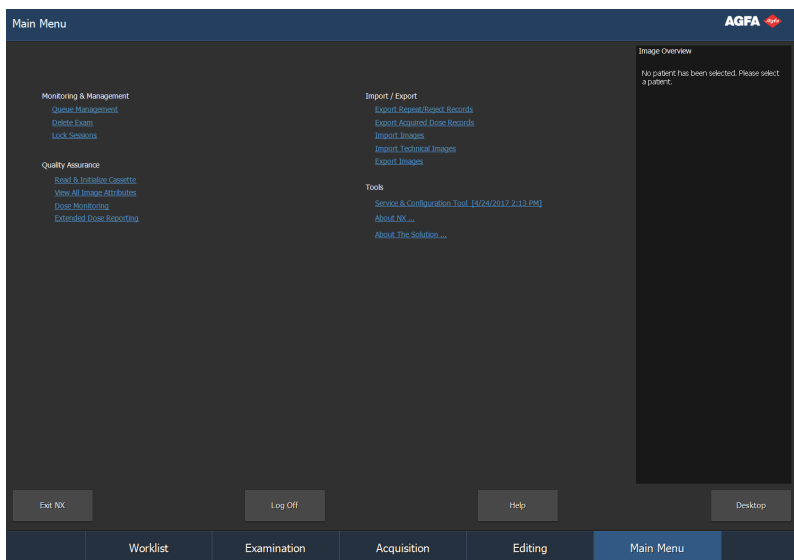 Main Menu
AGFA
Image Overview
No patient has been selected. Please select
a patient.
Monitoring & Management
Queue Management
Delete Exam
Lock Sessions
Quality Assurance
Read & Initialize Cassette
View All Image Attributes
Dose Monitoring
Extended Dose Reporting
Import / Export
Export Repeat/Reject Records
Export Acquired Dose Records
Import Images
Import Technical Images
Export Images
Tools
Service & Configuration Tool [4/24/2017 2:13 PM]
About NX ...
About The Solution ...
Exit NX
Log Off
Help
Desktop
Worklist
Examination
Acquisition
Editing
Main Menu